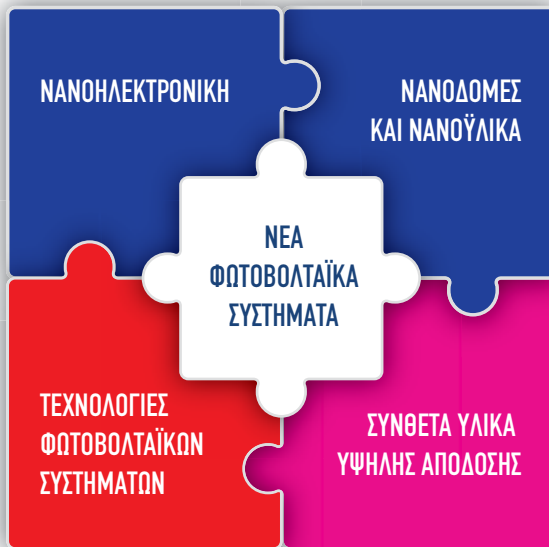 ΝΑΝΟΗΛΕΚΤΡΟΝΙΚΗ
ΝΑΝΟΔΟΜΕΣ
ΚΑΙ ΝΑΝΟΫΛΙΚΑ
ΝΕΑ
ΦΩΤΟΒΟΛΤΑΪΚΑ
ΣΥΣΤΗΜΑΤΑ
ΤΕΧΝΟΛΟΓΙΕΣ
ΦΩΤΟΒΟΛΤΑΪΚΩΝ
ΣΥΣΤΗΜΑΤΩΝ
ΣΥΝΘΕΤΑ ΥΛΙΚΑ
ΥΨΗΛΗΣ ΑΠΟΔΟΣΗΣ